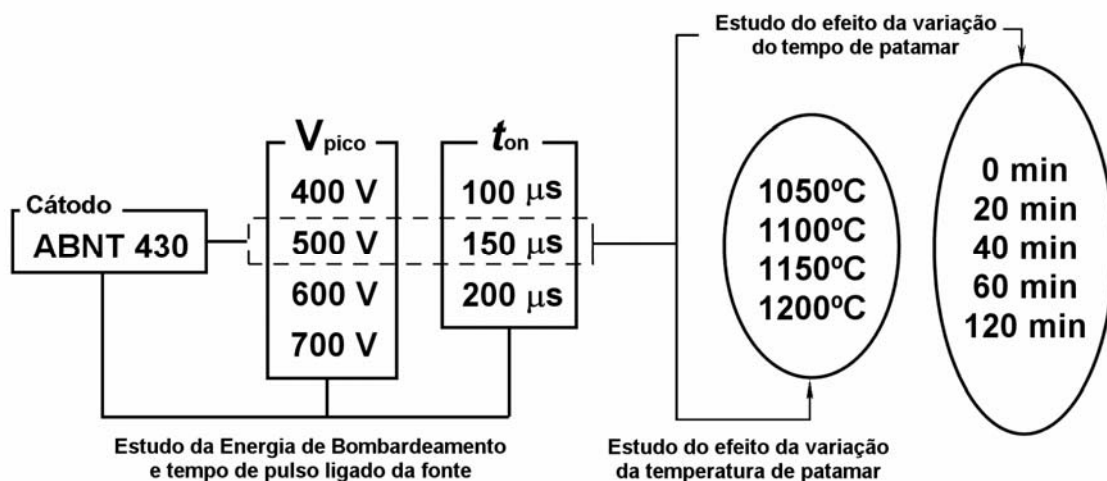 Estudo do efeito da variação
do tempo de patamar
Cátodo
ABNT 430
Vpico
400 V
500 V
600 V
700 V
ton
100 μs
150 μs
200 μs
1050ºC
1100ºC
1150ºC
1200ºC
0 min
20 min
40 min
60 min
120 min
Estudo da Energia de Bombardeamento
e tempo de pulso ligado da fonte
Estudo do efeito da variação
da temperatura de patamar